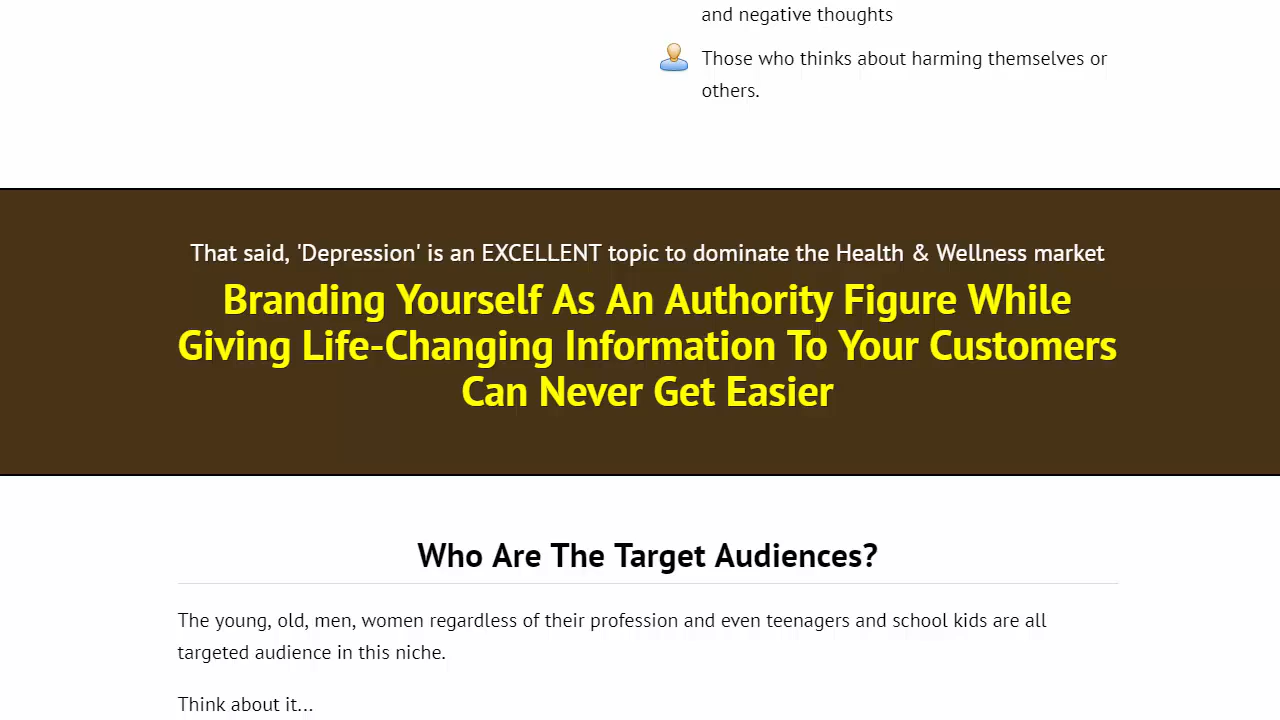 and negative thoughts
Those who thinks about harming themselves or
others.
That said, 'Depression' is an EXCELLENT topic to dominate the Health & Wellness market
Branding Yourself As An Authority Figure While
Giving Life-Changing Information To Your Customers
Can Never Get Easier
Who Are The Target Audiences?
The young, old, men, women regardless of their profession and even teenagers and school kids are all
targeted audience in this niche.
Think about it...